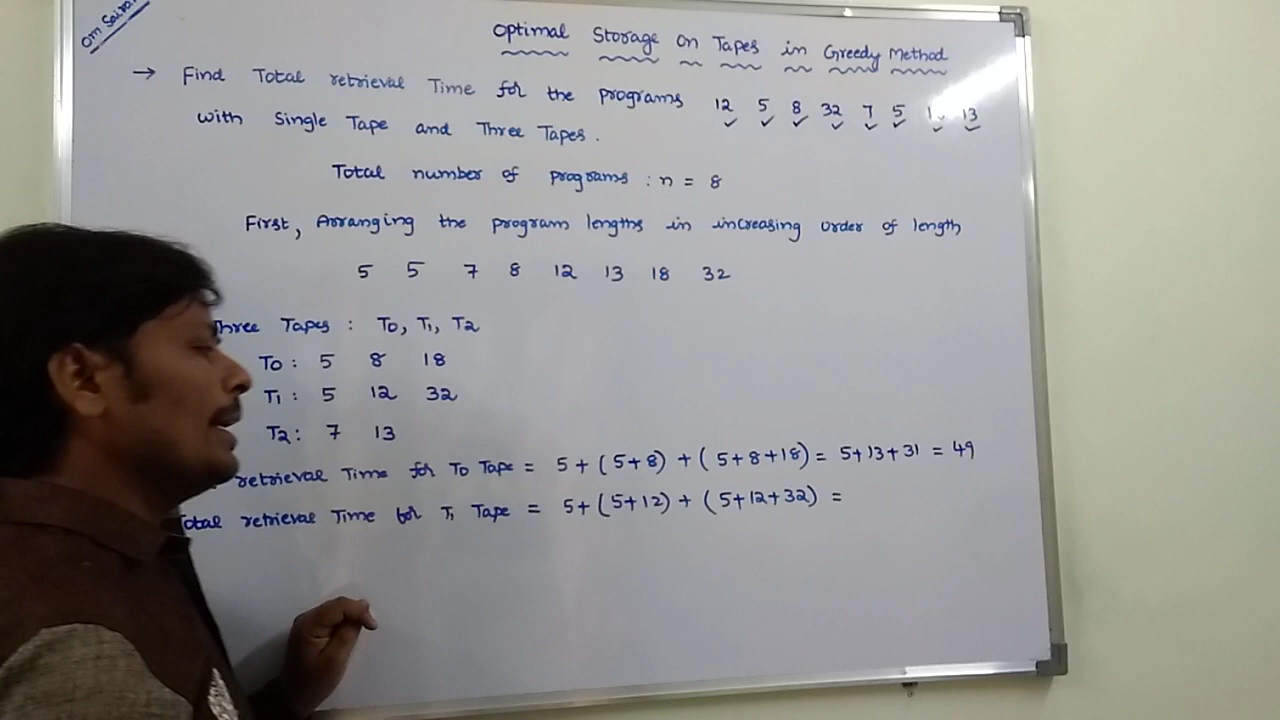 Om Sairam
Optimal Storage On Tapes in Greedy Method
→ Find Total retrieval Time for the programs 12 5 8 32 7 5 13
with Single Tape and Three Tapes.
Total number of programs : n = 8
First, Arranging the program lengths in increasing order of length
5 5 7 8 12 13 18 32
Three Tapes : T0, T1, T2
T0 : 5 8 18
T1 : 5 12 32
T2 : 7 13
retrieval Time for T0 Tape = 5+(5+8)+(5+8+18) = 5+13+31 = 49
Total retrieval Time for T1 Tape = 5+(5+12)+(5+12+32) =